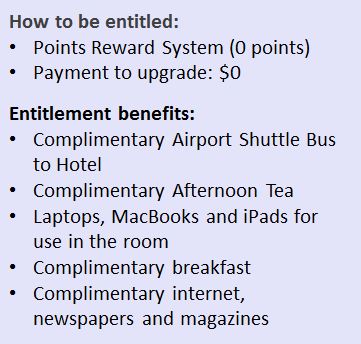 How to be entitled:
• Points Reward System (0 points)
• Payment to upgrade: $0
Entitlement benefits:
• Complimentary Airport Shuttle Bus
to Hotel
• Complimentary Afternoon Tea
• Laptops, MacBooks and iPads for
use in the room
• Complimentary breakfast
• Complimentary internet,
newspapers and magazines